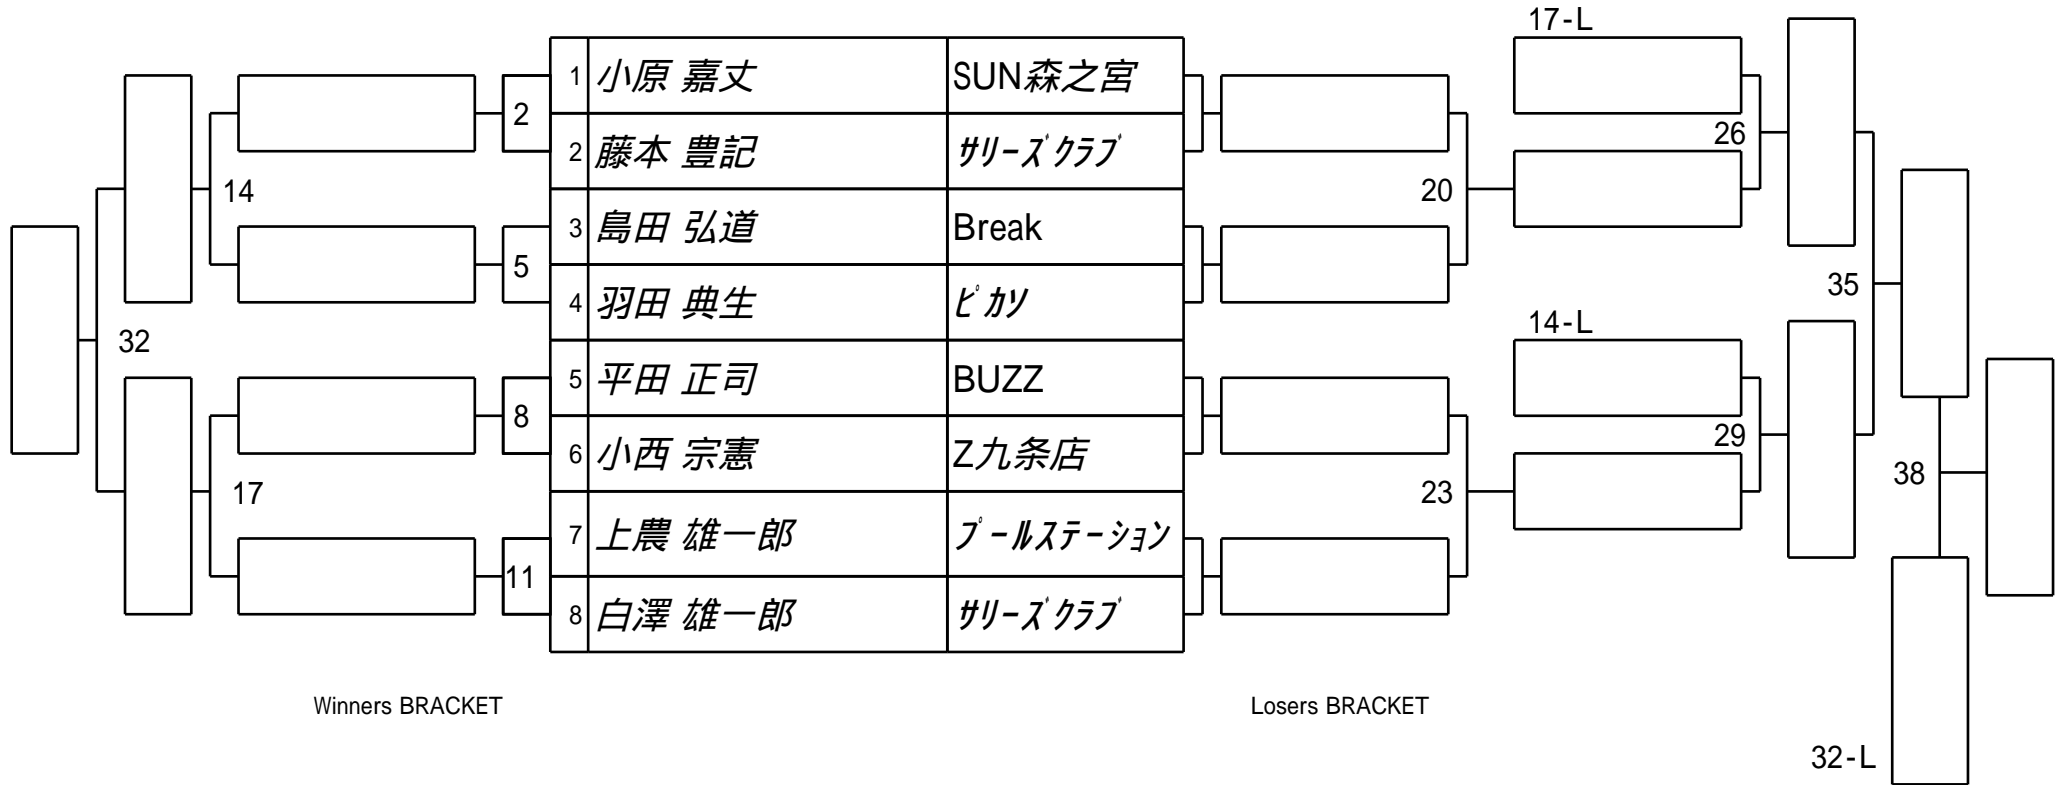 17-L
1 小原 嘉丈 SUN森之宮
2
2 藤本 豊記 ｻﾘｰｽﾞｸﾗﾌﾞ
26
14
20
3 島田 弘道 Break
5
4 羽田 典生 ﾋﾟｶｿ
35
14-L
32
5 平田 正司 BUZZ
8
29
6 小西 宗憲 Z九条店
38
17
23
7 上農 雄一郎 ﾌﾟｰﾙｽﾃｰｼｮﾝ
11
8 白澤 雄一郎 ｻﾘｰｽﾞｸﾗﾌﾞ
Winners BRACKET
Losers BRACKET
32-L